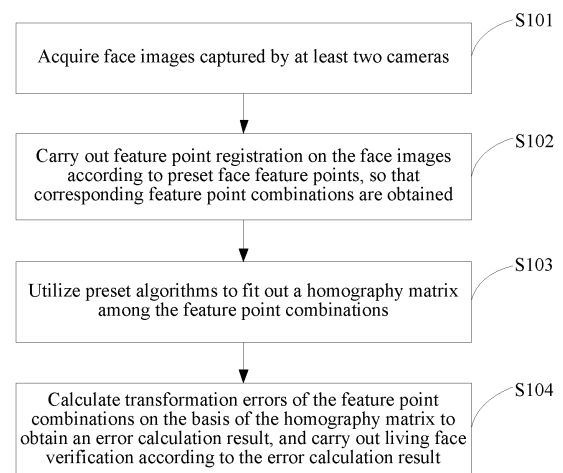 S101
Acquire face images captured by at least two cameras
S102
Carry out feature point registration on the face images
according to preset face feature points, so that
corresponding feature point combinations are obtained
S103
Utilize preset algorithms to fit out a homography matrix
among the feature point combinations
S104
Calculate transformation errors of the feature point
combinations on the basis of the homography matrix to
obtain an error calculation result, and carry out living face
verification according to the error calculation result